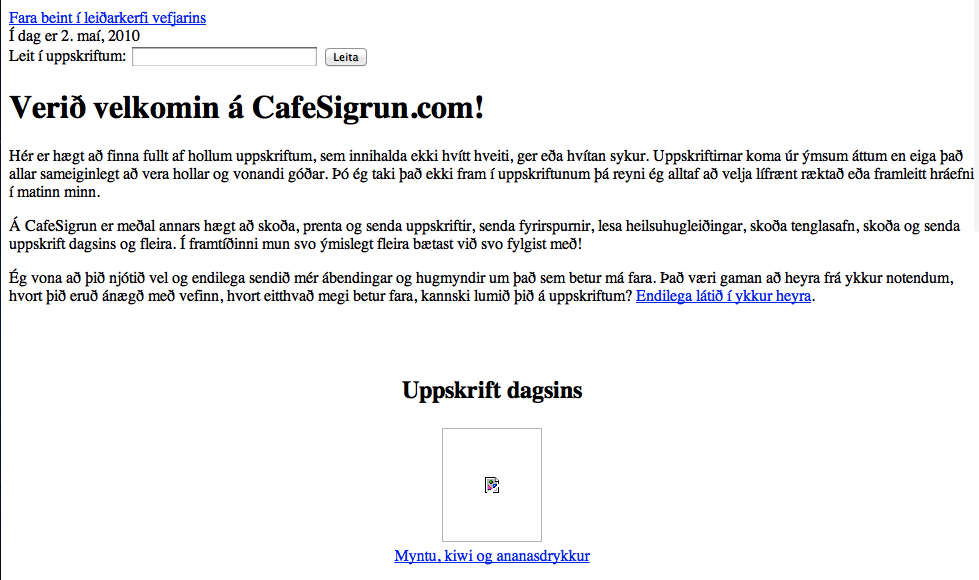 Fara beint í leiðarkerfi vefjarins
Í dag er 2. maí, 2010
Leit í uppskriftum:
Leita
Verið velkomin á CafeSigrun.com!
Hér er hægt að finna fullt af hollum uppskriftum, sem innihalda ekki hvítt hveiti, ger eða hvítan sykur. Uppskriftirnar koma úr ýmsum áttum en eiga það
allar sameiginlegt að vera hollar og vonandi góðar. Þó ég taki það ekki fram í uppskriftunum þá reyni ég alltaf að velja lífrænt ræktað eða framleitt hráefni
í matinn minn.
Á CafeSigrun er meðal annars hægt að skoða, prenta og senda uppskriftir, senda fyrirspurnir, lesa heilsuhugleiðingar, skoða tenglasafn, skoða og senda
uppskrift dagsins og fleira. Í framtíðinni mun svo ýmislegt fleira bætast við svo fylgist með!
Ég vona að þið njótið vel og endilega sendið mér ábendingar og hugmyndir um það sem betur má fara. Það væri gaman að heyra frá ykkur notendum,
hvort þið eruð ánægð með vefinn, hvort eitthvað megi betur fara, kannski lumið þið á uppskriftum? Endilega látið í ykkur heyra.
Uppskrift dagsins
Myntu, kiwi og ananasdrykkur